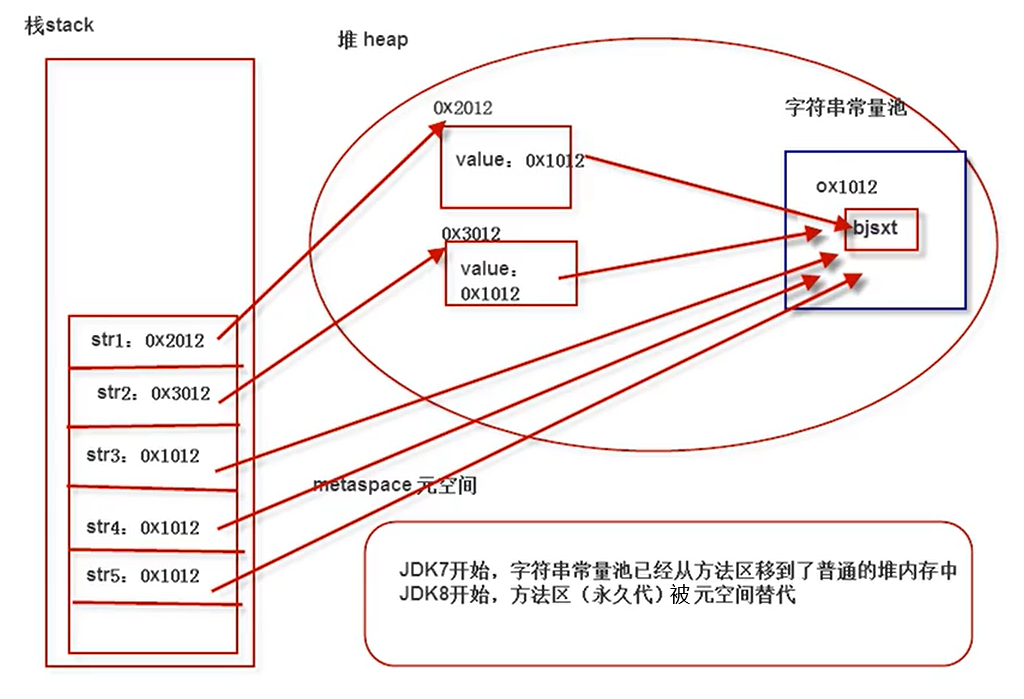 栈stack
堆 heap
0x2012
value：0x1012
字符串常量池
ox1012
bjsxt
0x3012
value：
0x1012
str1：0x2012
str2：0x3012
str3：0x1012
str4：0x1012
str5：0x1012
metaspace 元空间
JDK7开始，字符串常量池已经从方法区移到了普通的堆内存中
JDK8开始，方法区（永久代）被元空间替代